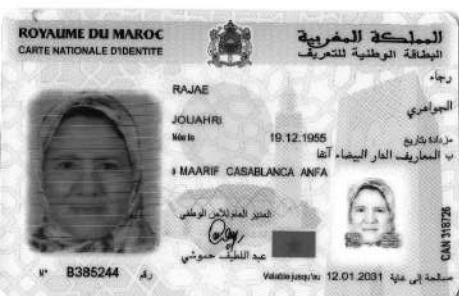 ROYAUME DU MAROC
المملكة المغربية
CARTE NATIONALE D'IDENTITE
البطاقة الوطنية للتعريف
رجاء
RAJAE
الجواهري
JOUAHRI
Née le 19.12.1955 مزدادة بتاريخ
ب المعاريف الدار البيضاء آنفا
à MAARIF CASABLANCA ANFA
المدير العام للأمن الوطني
عبد اللطيف حموشي
CAN 318726
N° B385244 رقم
Valable jusqu'au 12.01.2031 صالحة إلى غاية